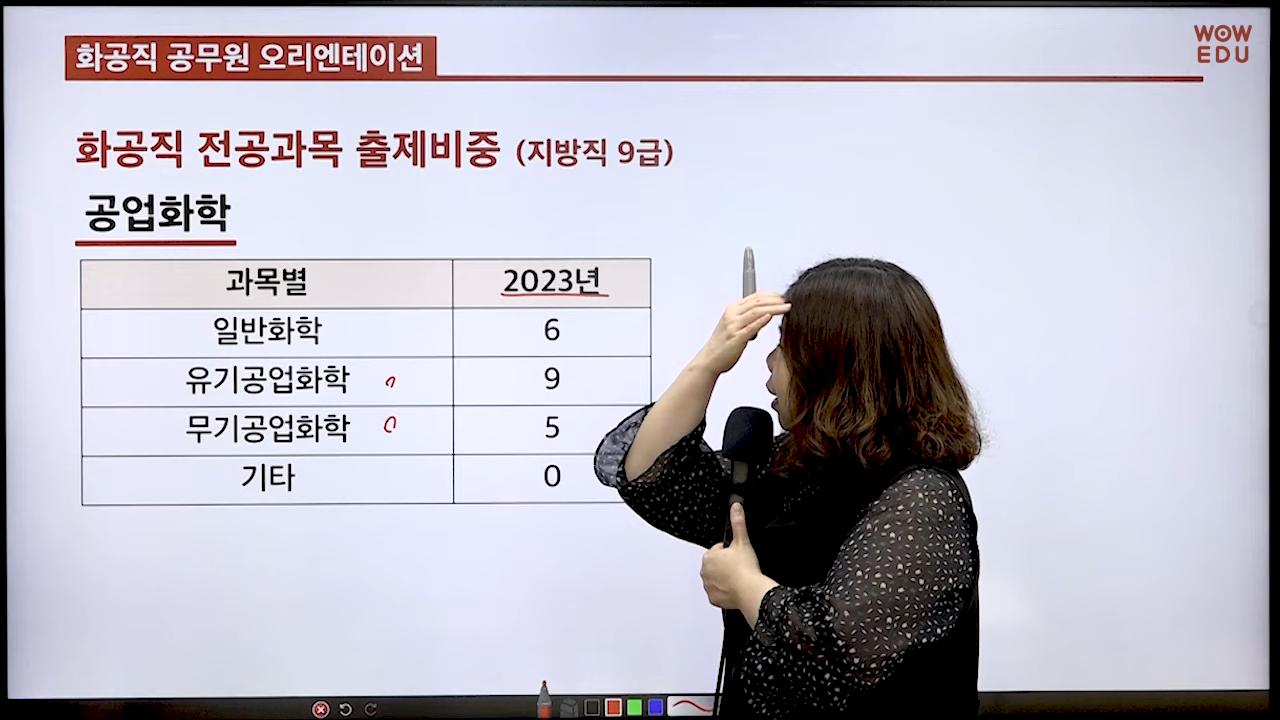 화공직 공무원 오리엔테이션
WOW
EDU
화공직 전공과목 출제비중 (지방직 9급)
공업화학
과목별 2023년
일반화학 6
유기공업화학 9
무기공업화학 5
기타 0